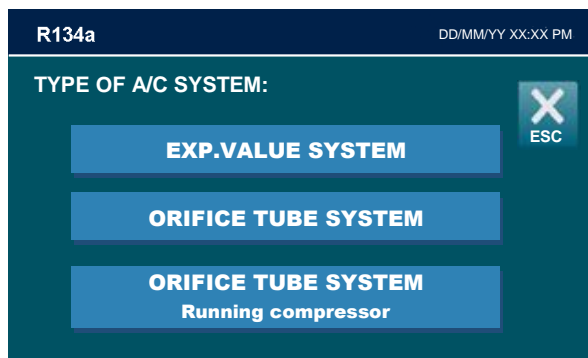 R134a DD/MM/YY XX:XX PM
TYPE OF A/C SYSTEM:
ESC
EXP.VALUE SYSTEM
ORIFICE TUBE SYSTEM
ORIFICE TUBE SYSTEM
Running compressor